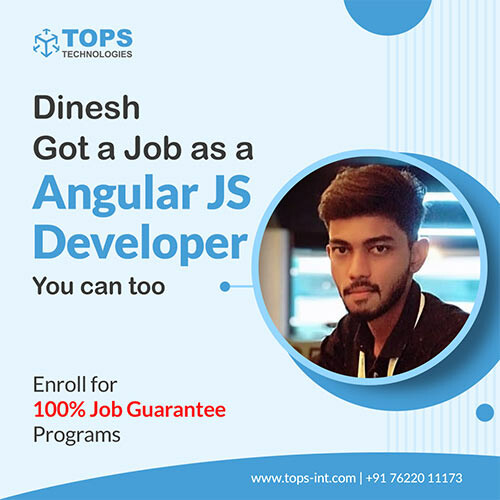 TOPS
TECHNOLOGIES
Dinesh
Got a Job as a
Angular JS
Developer
You can too
Enroll for
100% Job Guarantee
Programs
www.tops-int.com | +91 76220 11173